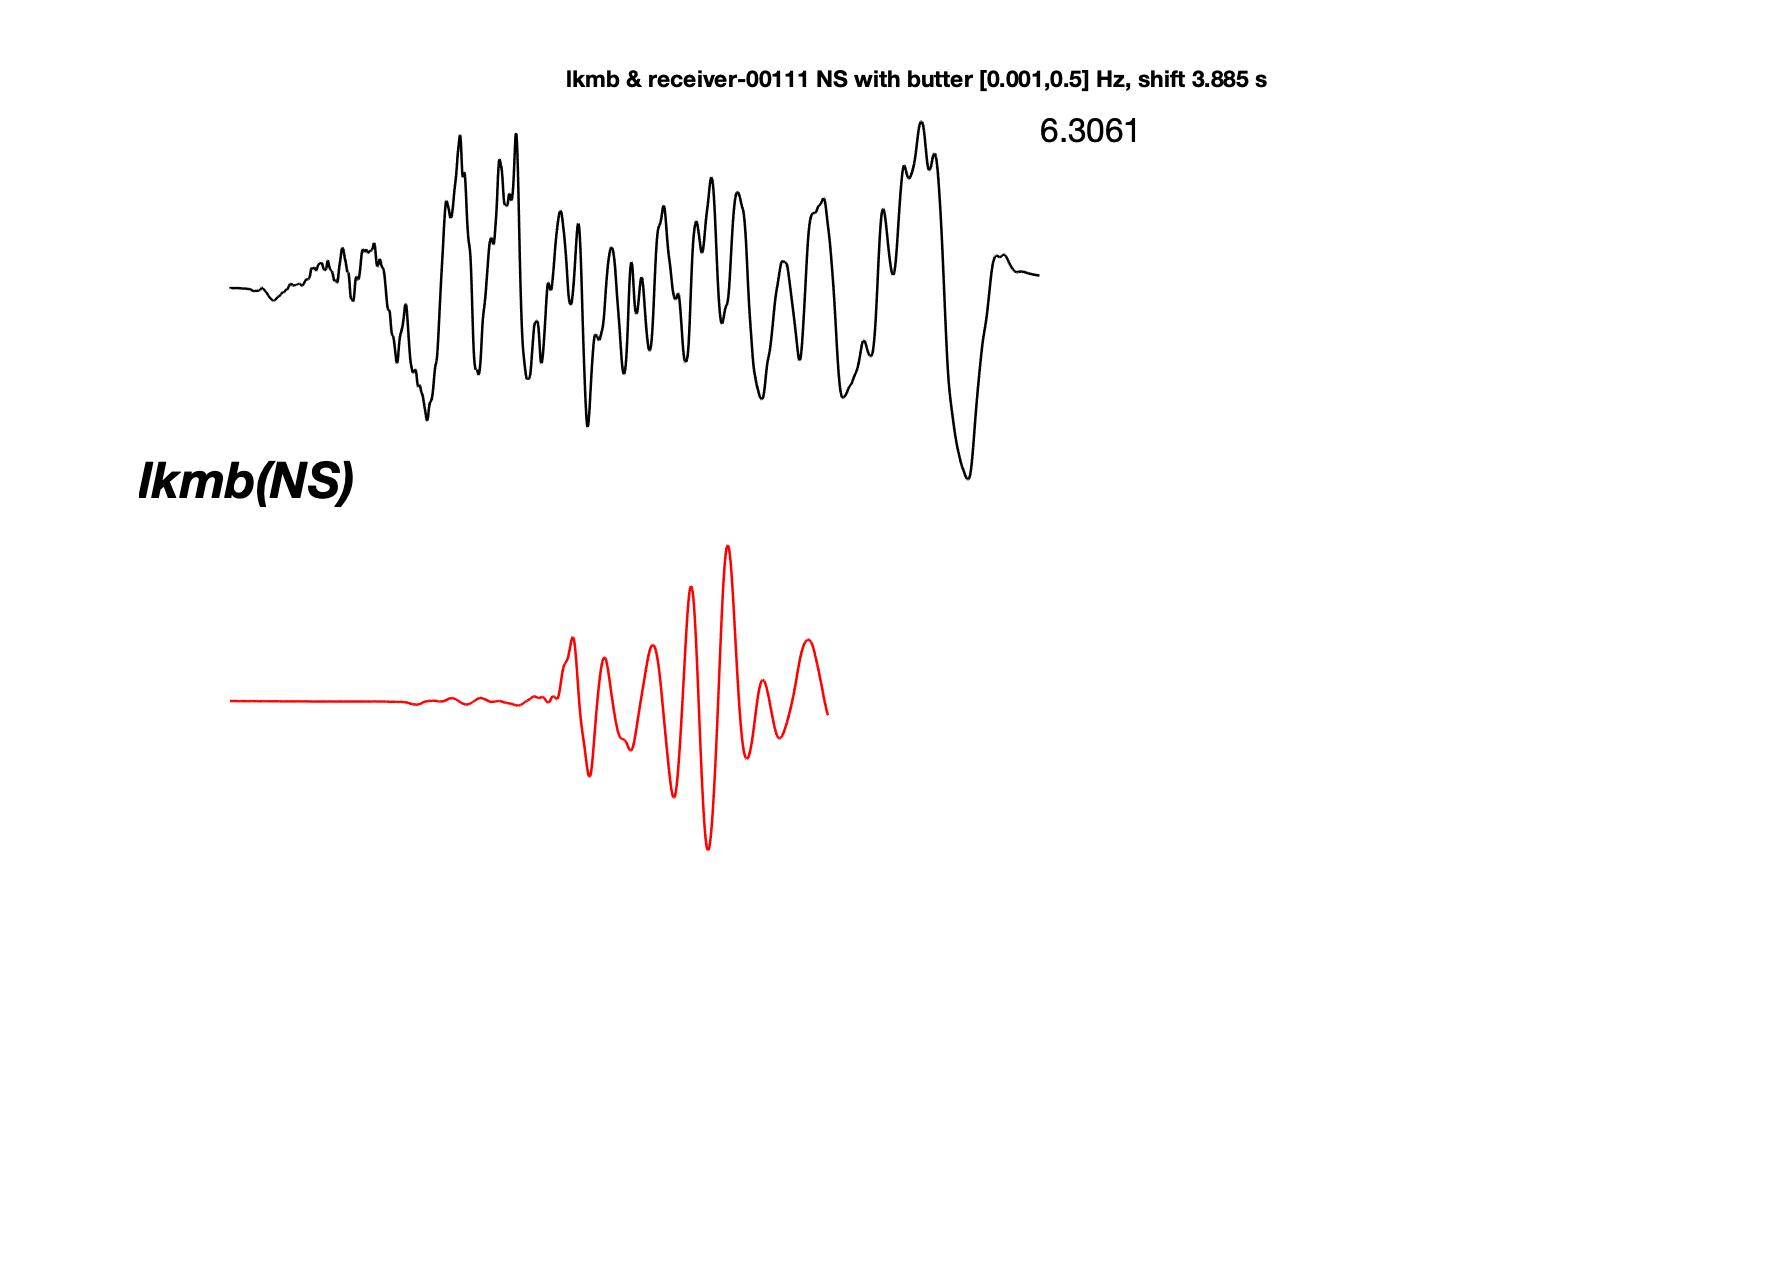 lkmb & receiver-00111 NS with butter [0.001,0.5] Hz, shift 3.885 s
6.3061
lkmb(NS)